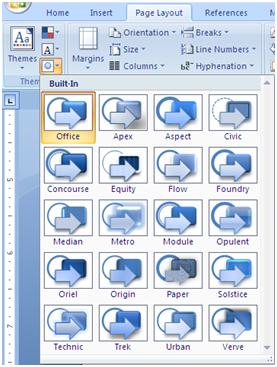 Home Insert Page Layout References
Aa Orientation Breaks
Themes Margins Size Line Numbers
Columns Hyphenation
Built-In
Office Apex Aspect Civic
Concourse Equity Flow Foundry
Median Metro Module Opulent
Oriel Origin Paper Solstice
Technic Trek Urban Verve